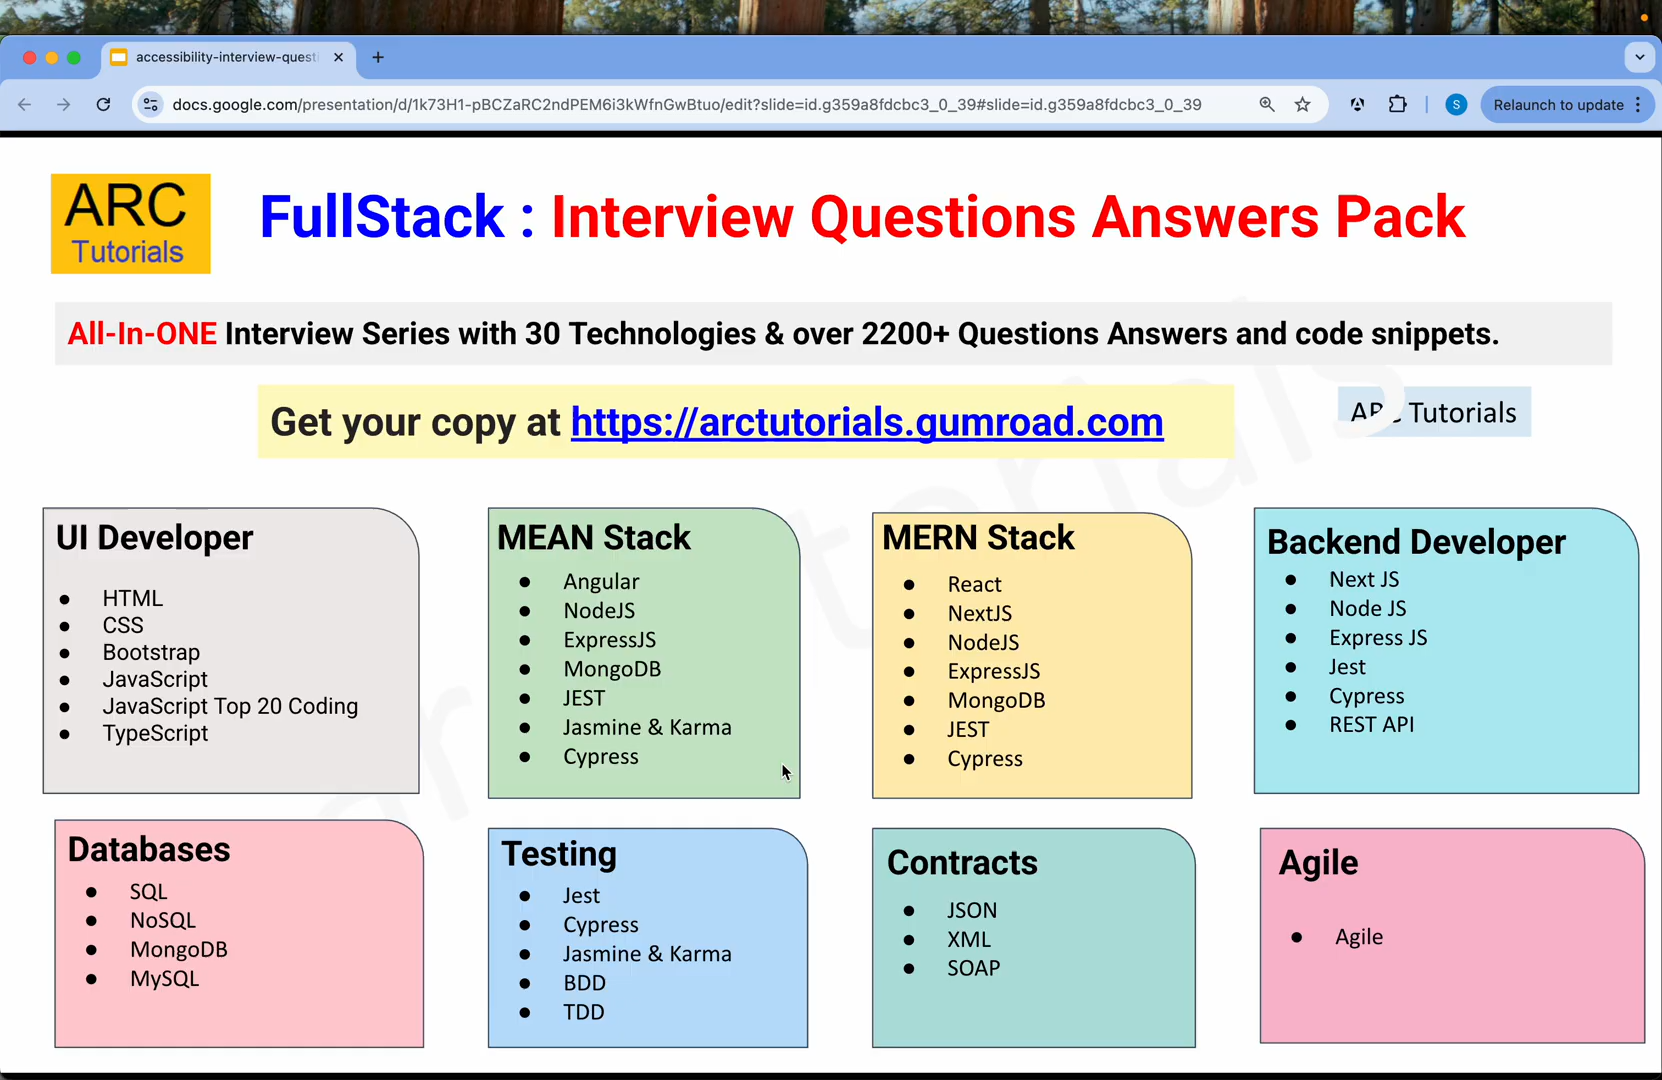 accessibility-interview-questi
docs.google.com/presentation/d/1k73H1-pBCZaRC2ndPEM6i3kWfnGwBtuo/edit?slide=id.g359a8fdcbc3_0_39#slide=id.g359a8fdcbc3_0_39
S
Relaunch to update
ARC
Tutorials
FullStack : Interview Questions Answers Pack
All-In-ONE Interview Series with 30 Technologies & over 2200+ Questions Answers and code snippets.
Get your copy at https://arctutorials.gumroad.com
ARC Tutorials
UI Developer
● HTML
● CSS
● Bootstrap
● JavaScript
● JavaScript Top 20 Coding
● TypeScript
MEAN Stack
● Angular
● NodeJS
● ExpressJS
● MongoDB
● JEST
● Jasmine & Karma
● Cypress
MERN Stack
● React
● NextJS
● NodeJS
● ExpressJS
● MongoDB
● JEST
● Cypress
Backend Developer
● Next JS
● Node JS
● Express JS
● Jest
● Cypress
● REST API
Databases
● SQL
● NoSQL
● MongoDB
● MySQL
Testing
● Jest
● Cypress
● Jasmine & Karma
● BDD
● TDD
Contracts
● JSON
● XML
● SOAP
Agile
● Agile